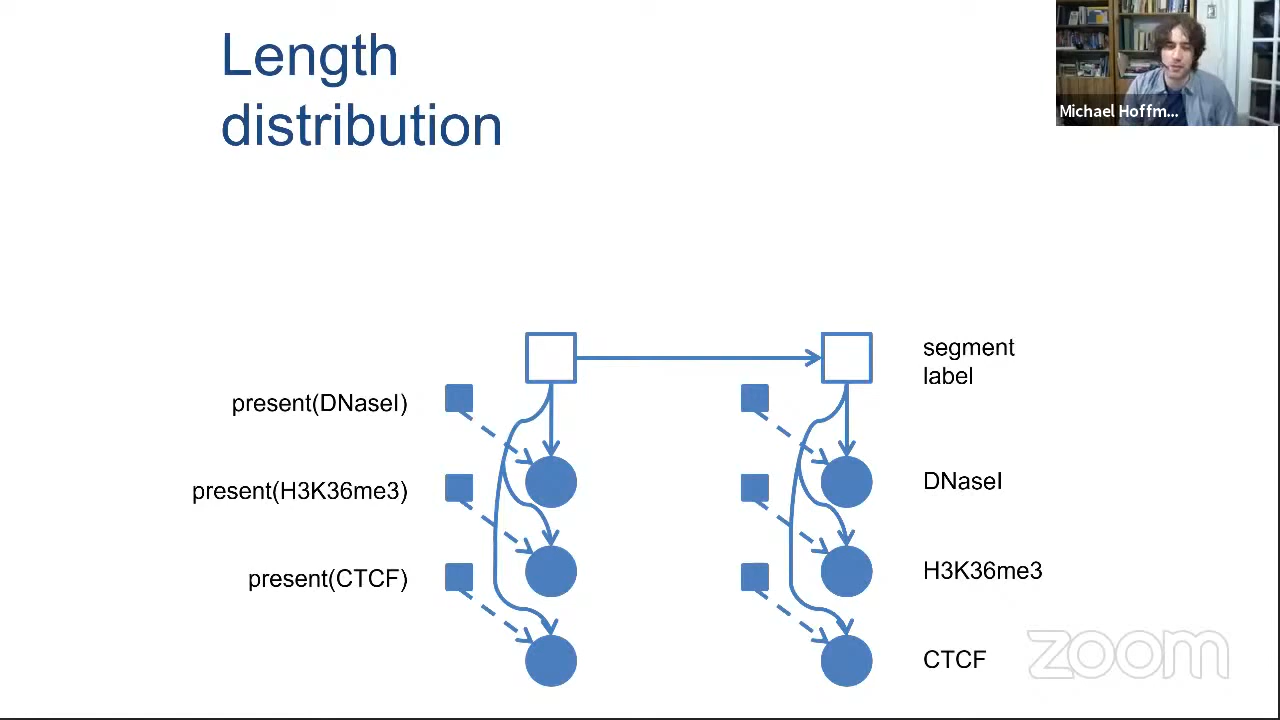 Length
distribution
Michael Hoffm...
segment
label
present(DNaseI)
DNaseI
present(H3K36me3)
H3K36me3
present(CTCF)
CTCF
zoom